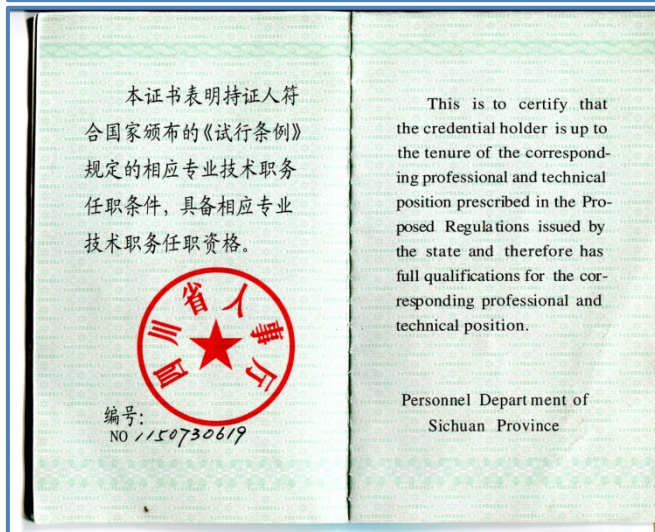 本证书表明持证人符
合国家颁布的《试行条例》
规定的相应专业技术职务
任职条件，具备相应专业
技术职务任职资格。
四川省人事厅
编号：
NO 1150730619
This is to certify that
the credential holder is up to
the tenure of the correspond-
ing professional and technical
position prescribed in the Pro-
posed Regulations issued by
the state and therefore has
full qualifications for the cor-
responding professional and
technical position.
Personnel Department of
Sichuan Province